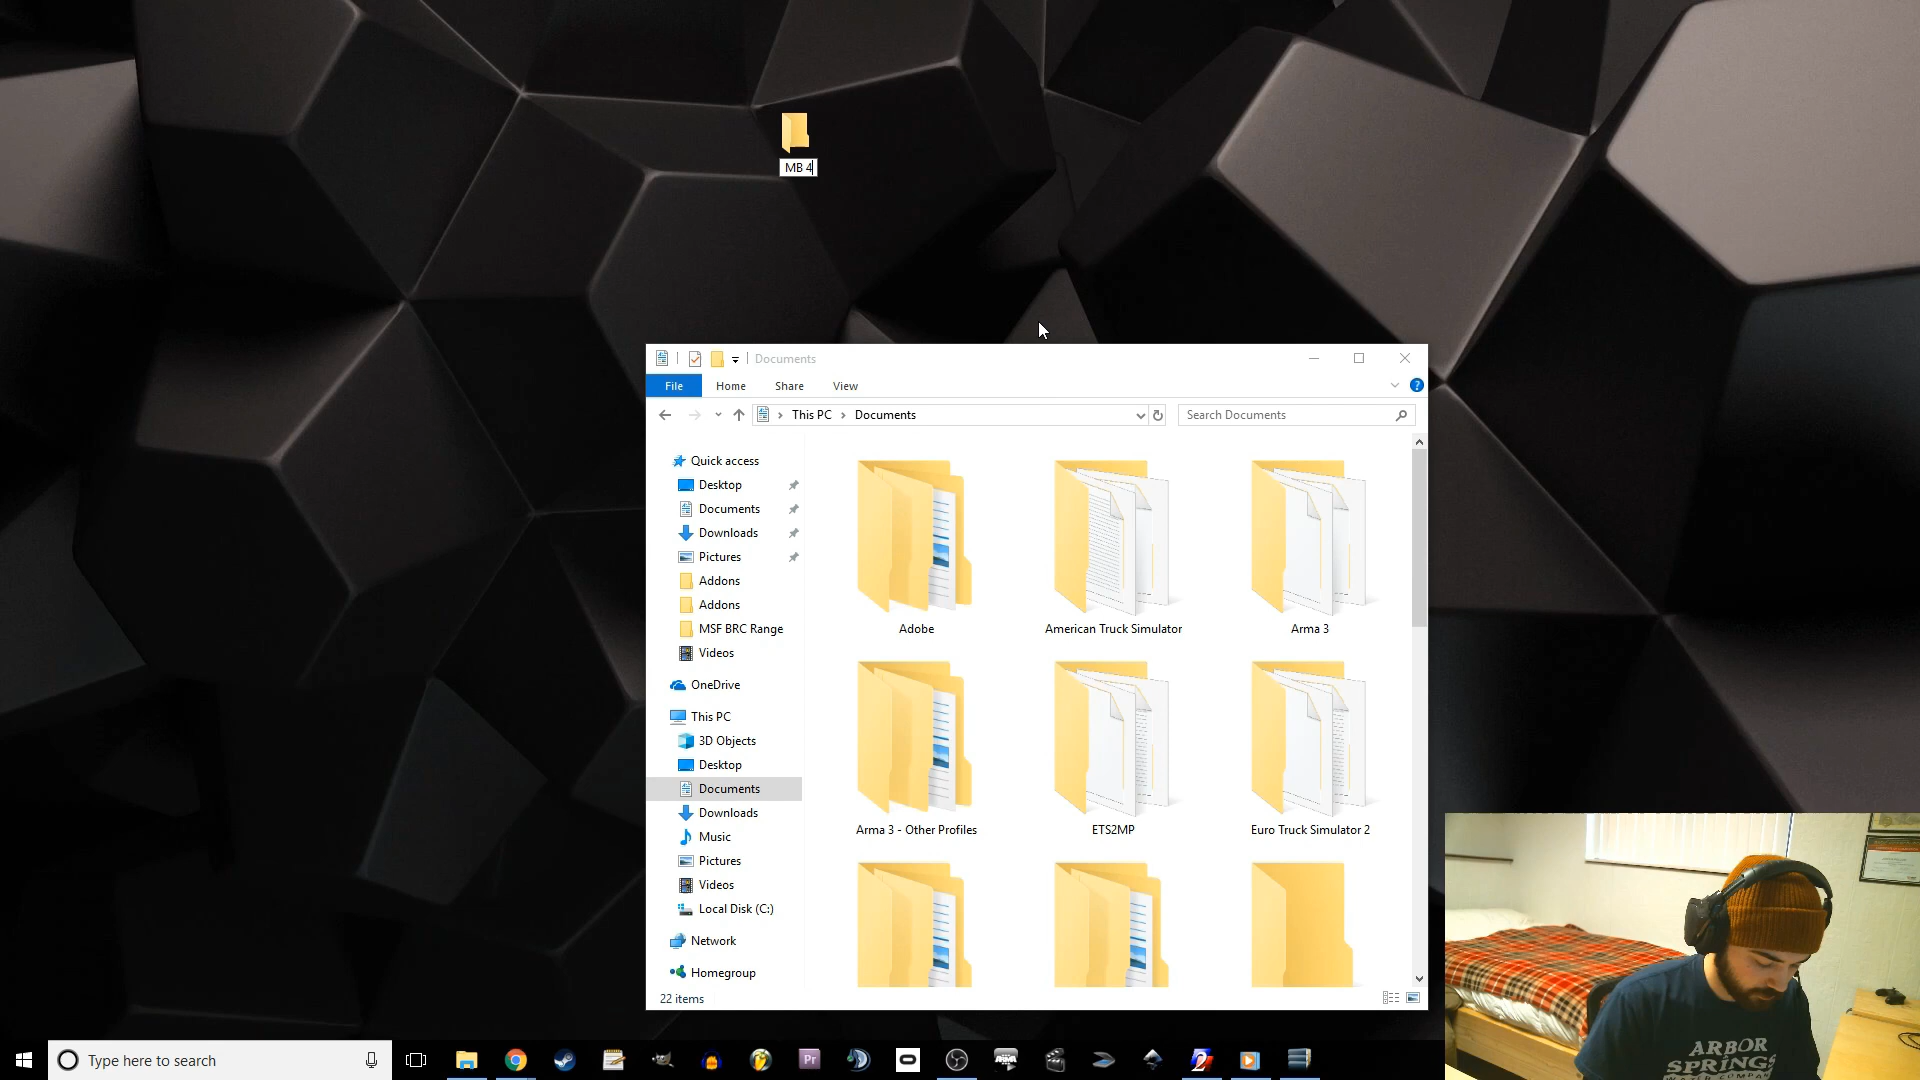 MB 4
Documents
File
Home
Share
View
This PC
Documents
Search Documents
Quick access
Desktop
Documents
Downloads
Pictures
Addons
Addons
MSF BRC Range
Videos
OneDrive
This PC
3D Objects
Desktop
Documents
Downloads
Music
Pictures
Videos
Local Disk (C:)
Network
Homegroup
Adobe
American Truck Simulator
Arma 3
Arma 3 - Other Profiles
ETS2MP
Euro Truck Simulator 2
22 items
Type here to search
Pr
ARBOR
SPRINGS